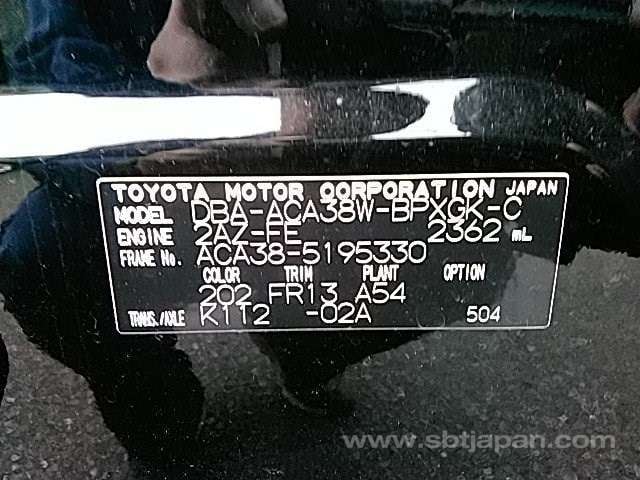 TOYOTA MOTOR CORPORATION JAPAN
MODEL DBA-ACA38W-BPXGK-C
ENGINE 2AZ-FE 2362 mL
FRAME No. ACA38-5195330
COLOR TRIM PLANT OPTION
202 FR13 A54
TRANS./AXLE K112 -02A 504
www.sbtjapan.com